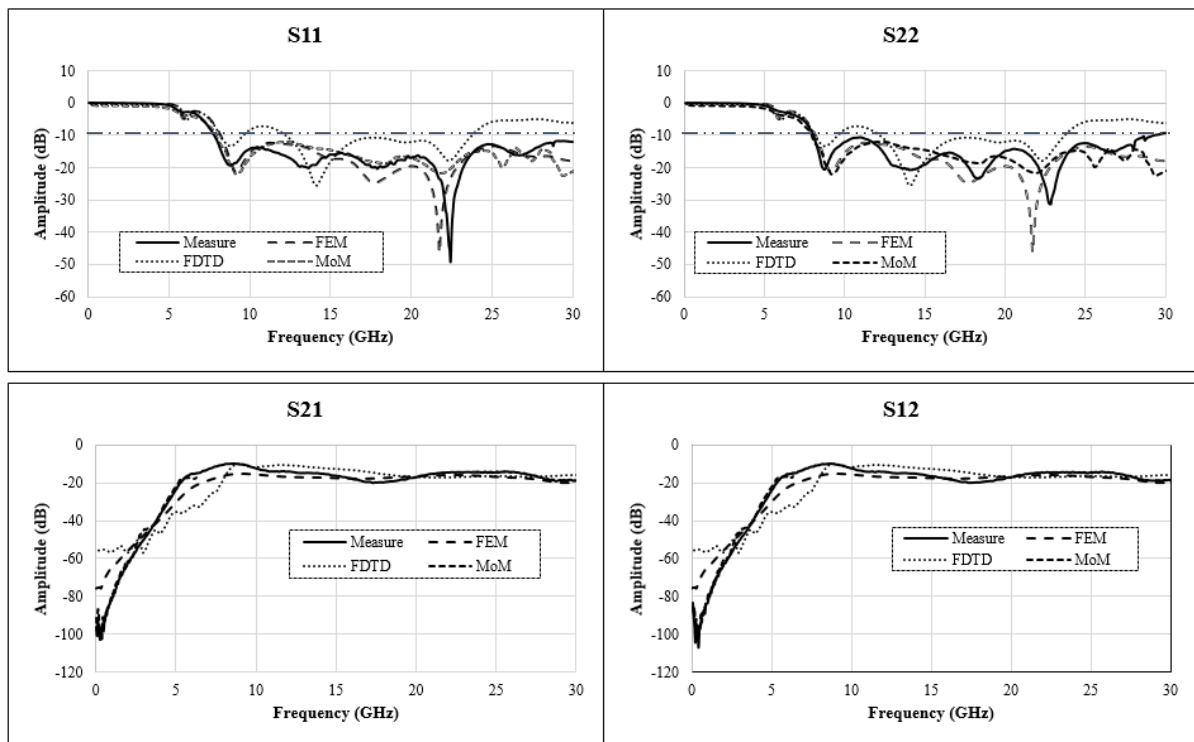 S11
10
0
-10
-20
-30
-40
-50
-60
Amplitude (dB)
Measure FEM
FDTD MoM
0 5 10 15 20 25 30
Frequency (GHz)
S22
10
0
-10
-20
-30
-40
-50
-60
Amplitude (dB)
Measure FEM
FDTD MoM
0 5 10 15 20 25 30
Frequency (GHz)
S21
0
-20
-40
-60
-80
-100
-120
Amplitude (dB)
Measure FEM
FDTD MoM
0 5 10 15 20 25 30
Frequency (GHz)
S12
0
-20
-40
-60
-80
-100
-120
Amplitude (dB)
Measure FEM
FDTD MoM
0 5 10 15 20 25 30
Frequency (GHz)